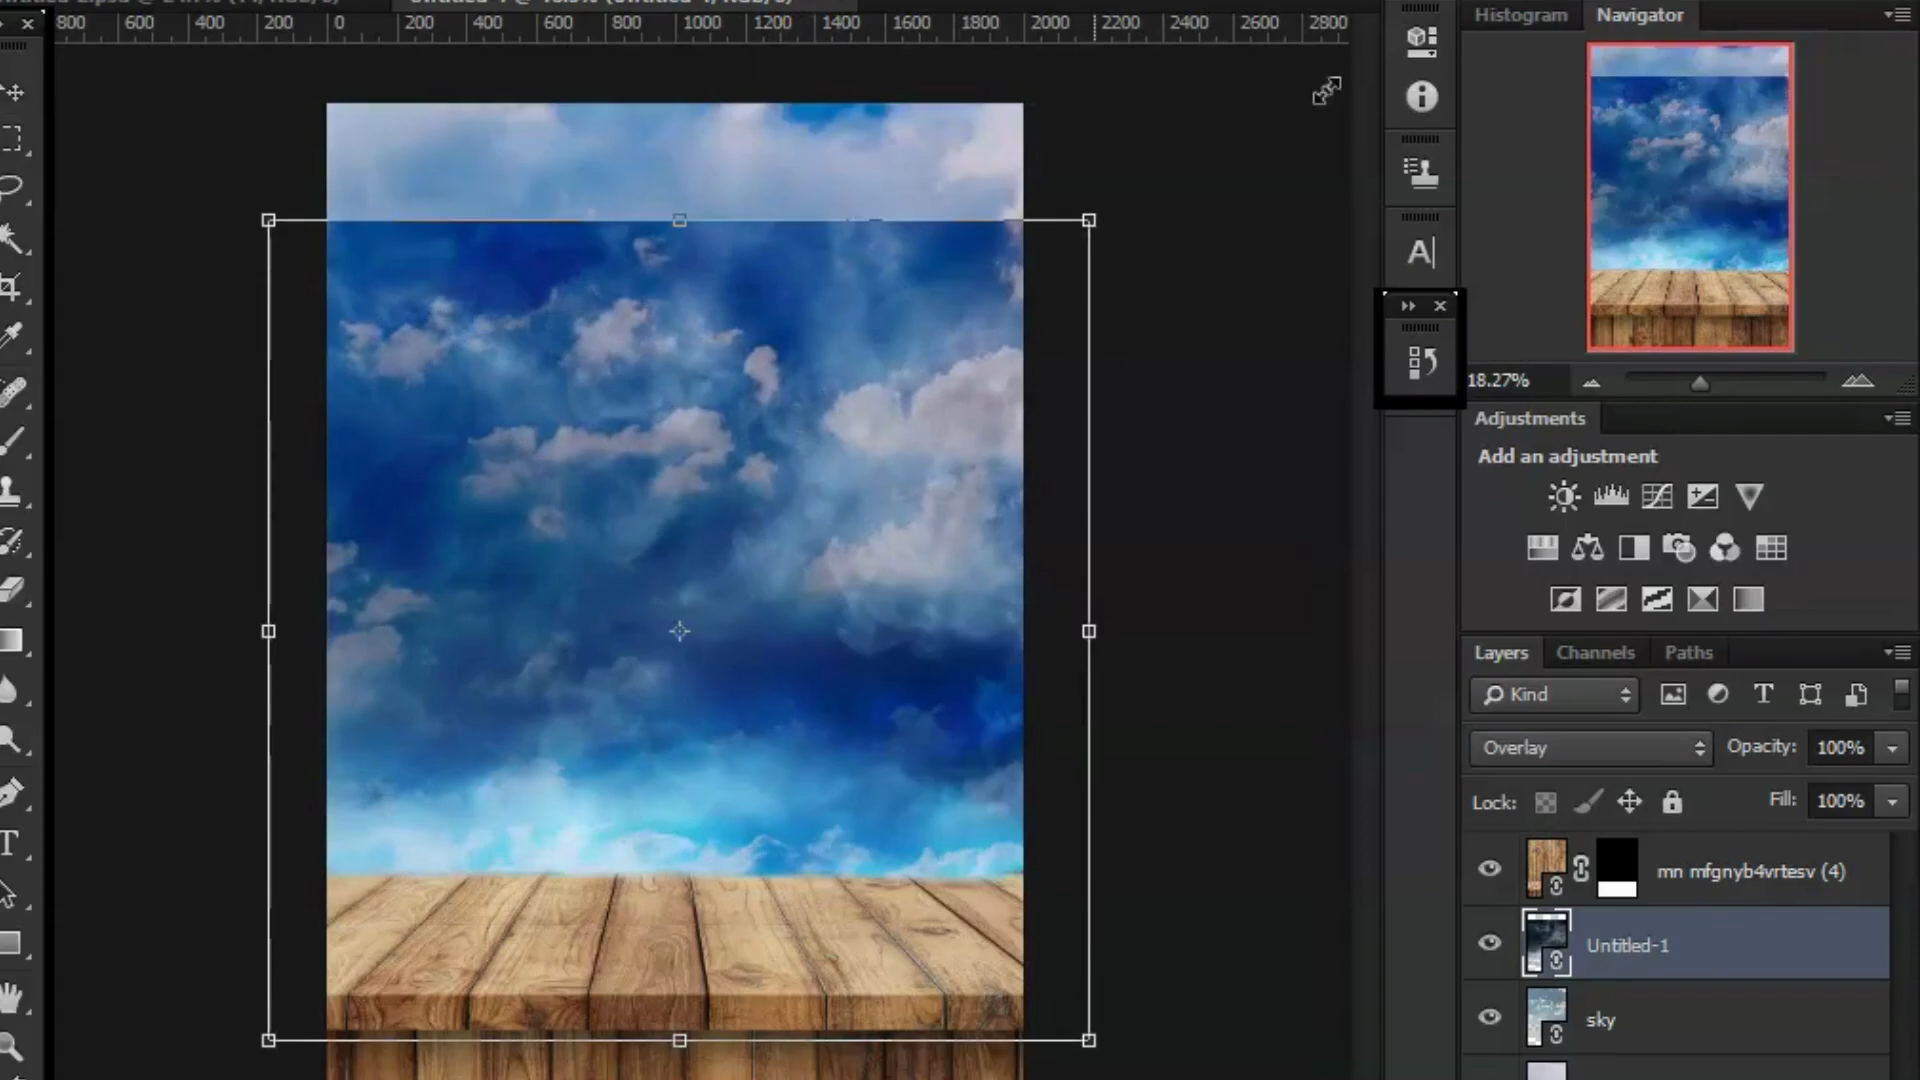 800 600 400 200 0 200 400 600 800 1000 1200 1400 1600 1800 2000 2200 2400 2600 2800
Histogram Navigator
18.27%
Adjustments
Add an adjustment
Layers Channels Paths
Kind
Overlay Opacity: 100%
Lock: Fill: 100%
mn mfgnyb4vrtesv (4)
Untitled-1
sky